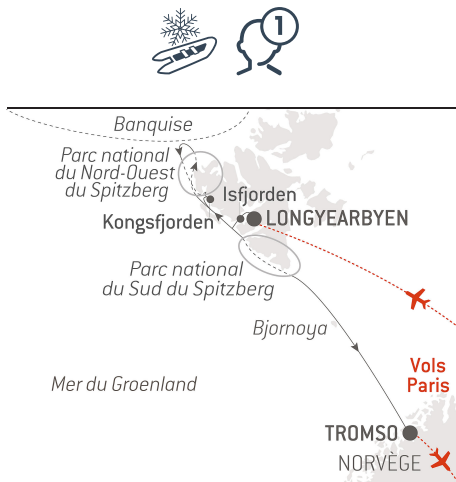 1
Banquise
Parc national
du Nord-Ouest
du Spitzberg
Isfjorden
LONGYEARBYEN
Kongsfjorden
Parc national
du Sud du Spitzberg
Bjornoya
Vols
Paris
Mer du Groenland
TROMSO
NORVÈGE